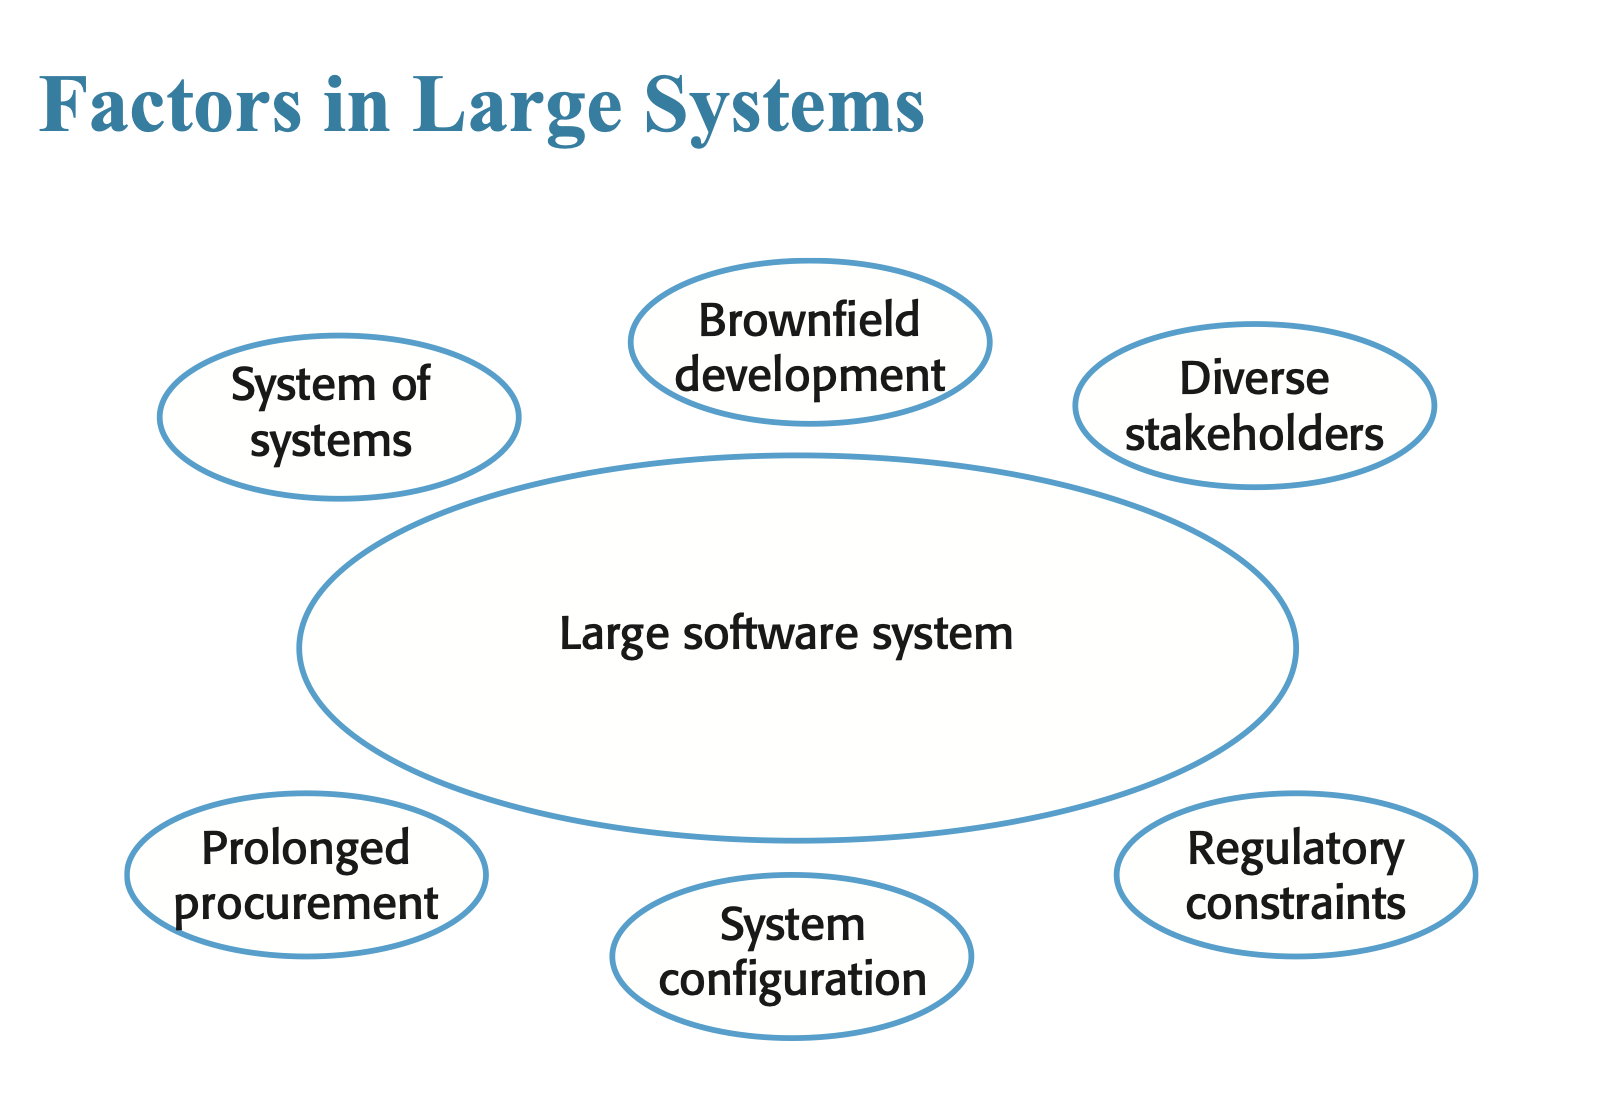 Factors in Large Systems
System of
systems
Brownfield
development
Diverse
stakeholders
Large software system
Prolonged
procurement
System
configuration
Regulatory
constraints